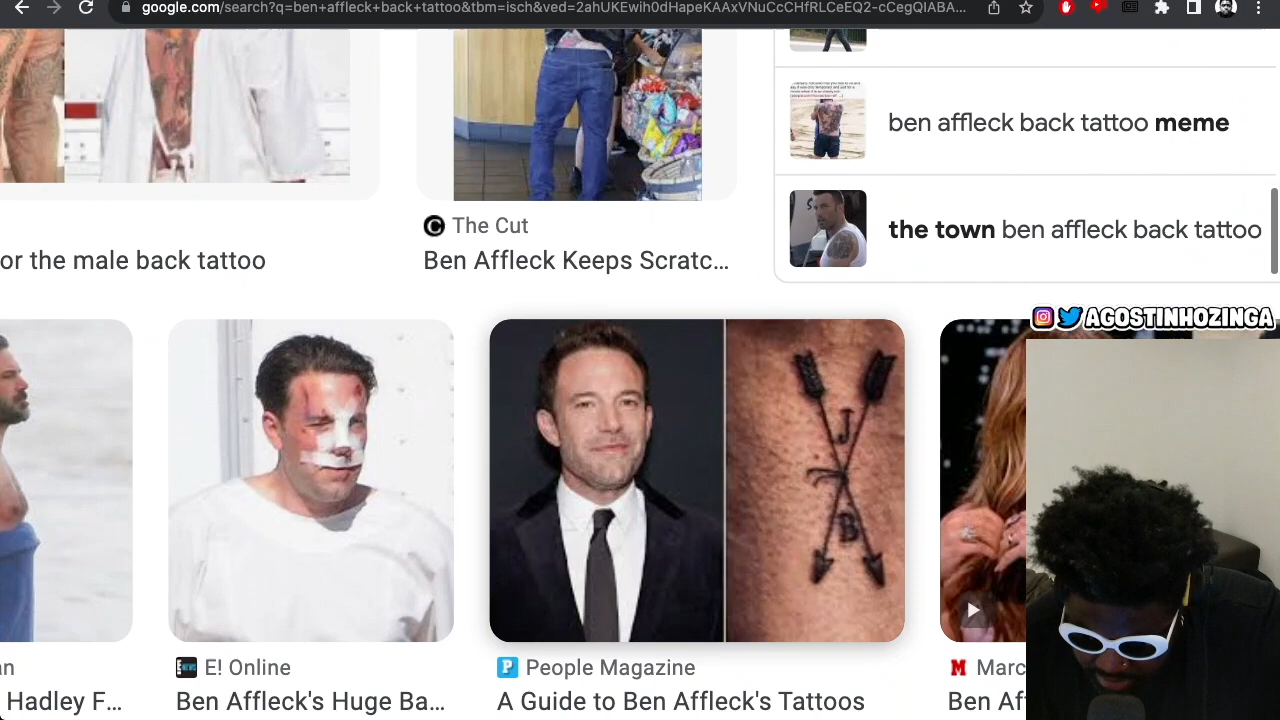 google.com/search?q=ben+affleck+back+tattoo&tbm=isch&ved=2ahUKEwih0dHapeKAAxVNuCcCHfRLCeEQ2-cCegQIABA...
ben affleck back tattoo meme
the town ben affleck back tattoo
The Cut
or the male back tattoo
Ben Affleck Keeps Scratc...
AGOSTINHOZINGA
J
B
an
E! Online
People Magazine
Marc
Hadley F...
Ben Affleck's Huge Ba...
A Guide to Ben Affleck's Tattoos
Ben Af